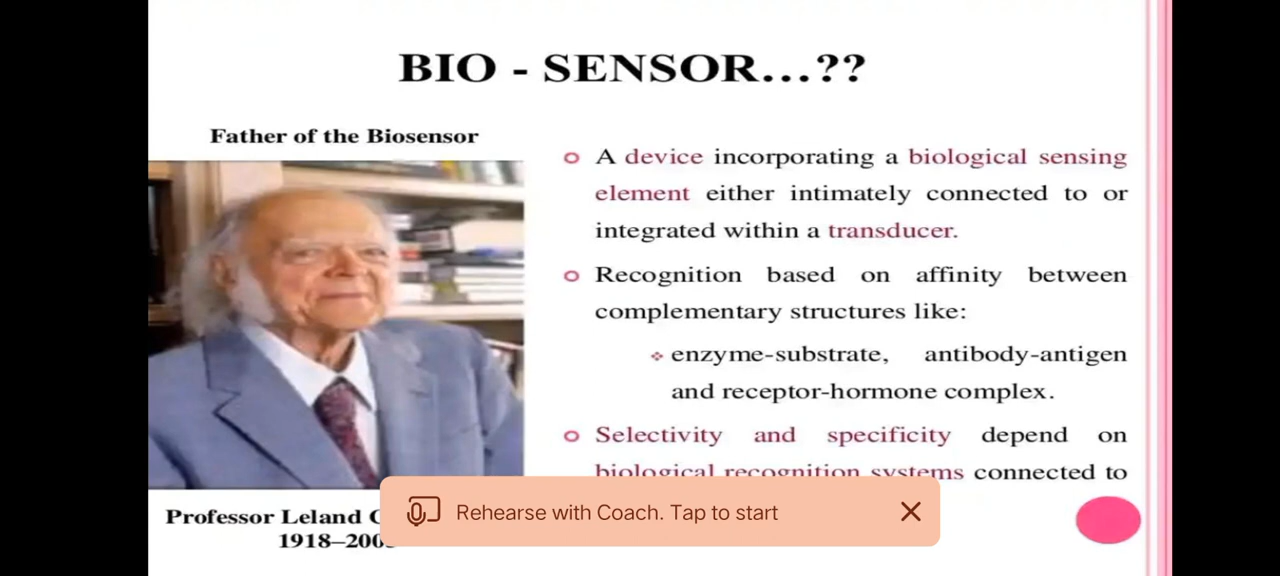 BIO - SENSOR...??
Father of the Biosensor
A device incorporating a biological sensing
element either intimately connected to or
integrated within a transducer.
Recognition based on affinity between
complementary structures like:
enzyme-substrate, antibody-antigen
and receptor-hormone complex.
Selectivity and specificity depend on
biological recognition systems connected to
Professor Leland
1918–200
Rehearse with Coach. Tap to start